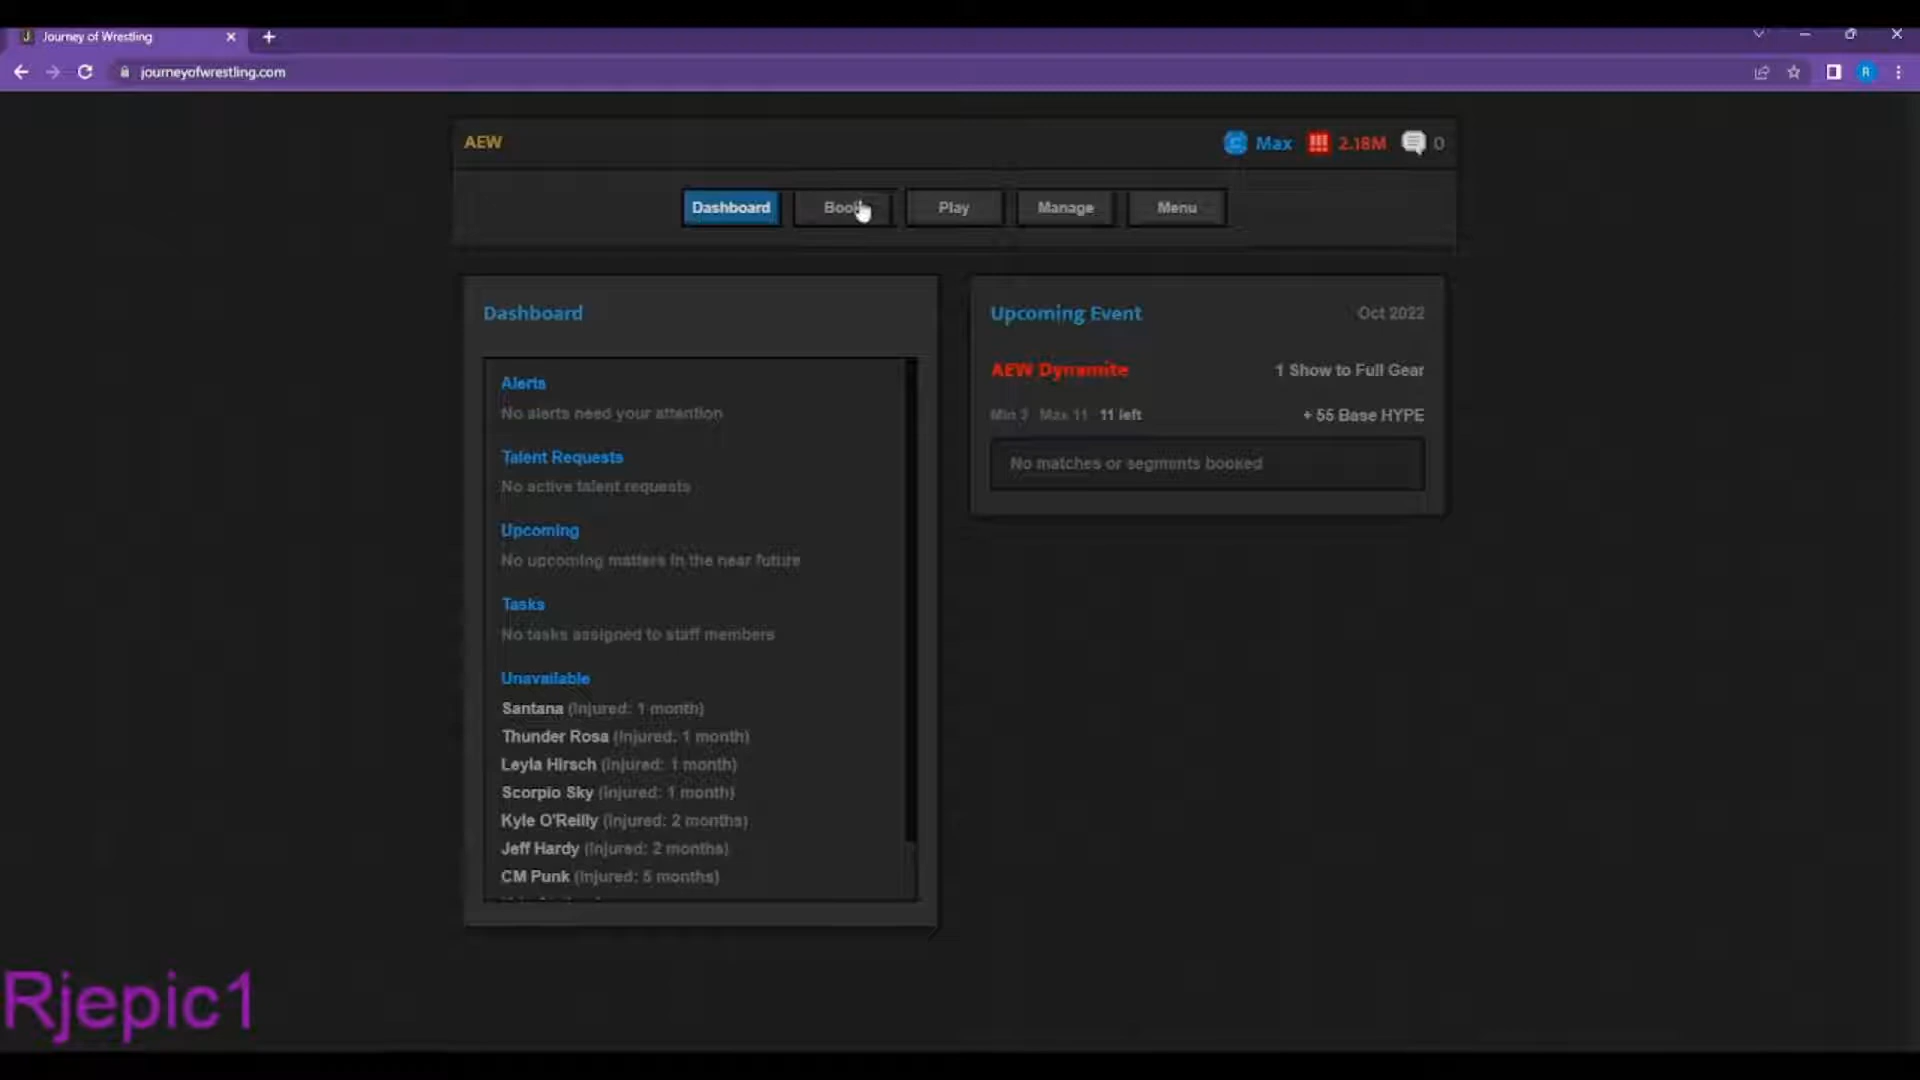 Journey of Wrestling
journeyofwrestling.com
R
AEW
Max 2.18M 0
Dashboard Book Play Manage Menu
Dashboard
Alerts
No alerts need your attention
Talent Requests
No active talent requests
Upcoming
No upcoming matters in the near future
Tasks
No tasks assigned to staff members
Unavailable
Santana (Injured: 1 month)
Thunder Rosa (Injured: 1 month)
Leyla Hirsch (Injured: 1 month)
Scorpio Sky (Injured: 1 month)
Kyle O'Reilly (Injured: 2 months)
Jeff Hardy (Injured: 2 months)
CM Punk (Injured: 5 months)
Upcoming Event Oct 2022
AEW Dynamite 1 Show to Full Gear
Min 3 Max 11 11 left + 55 Base HYPE
No matches or segments booked
Rjepic1